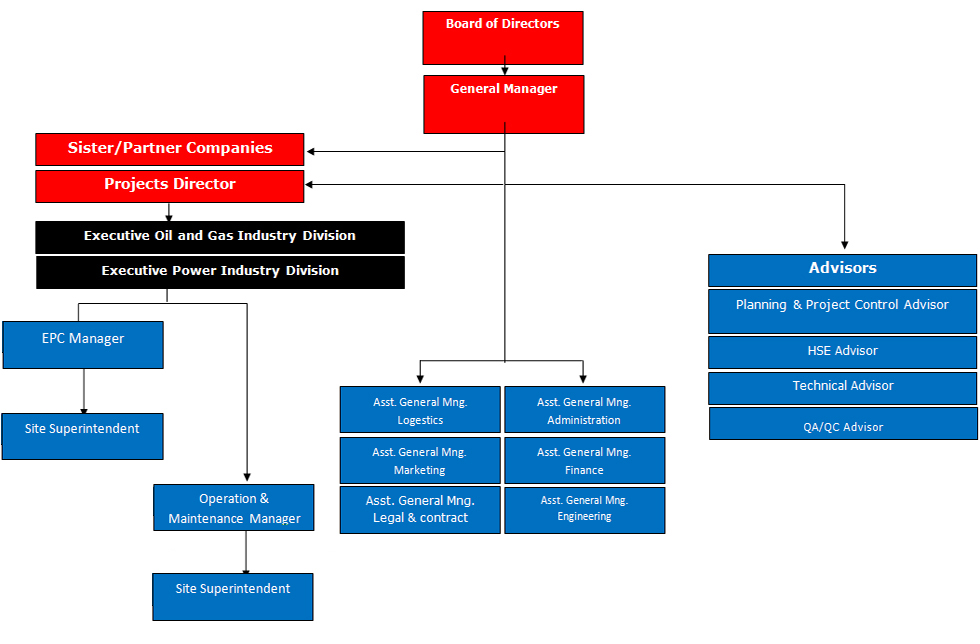 Board of Directors
General Manager
Sister/Partner Companies
Projects Director
Executive Oil and Gas Industry Division
Executive Power Industry Division
Advisors
Planning & Project Control Advisor
HSE Advisor
Technical Advisor
QA/QC Advisor
EPC Manager
Site Superintendent
Asst. General Mng.
Logestics
Asst. General Mng.
Administration
Asst. General Mng.
Marketing
Asst. General Mng.
Finance
Asst. General Mng.
Legal & contract
Asst. General Mng.
Engineering
Operation &
Maintenance Manager
Site Superintendent